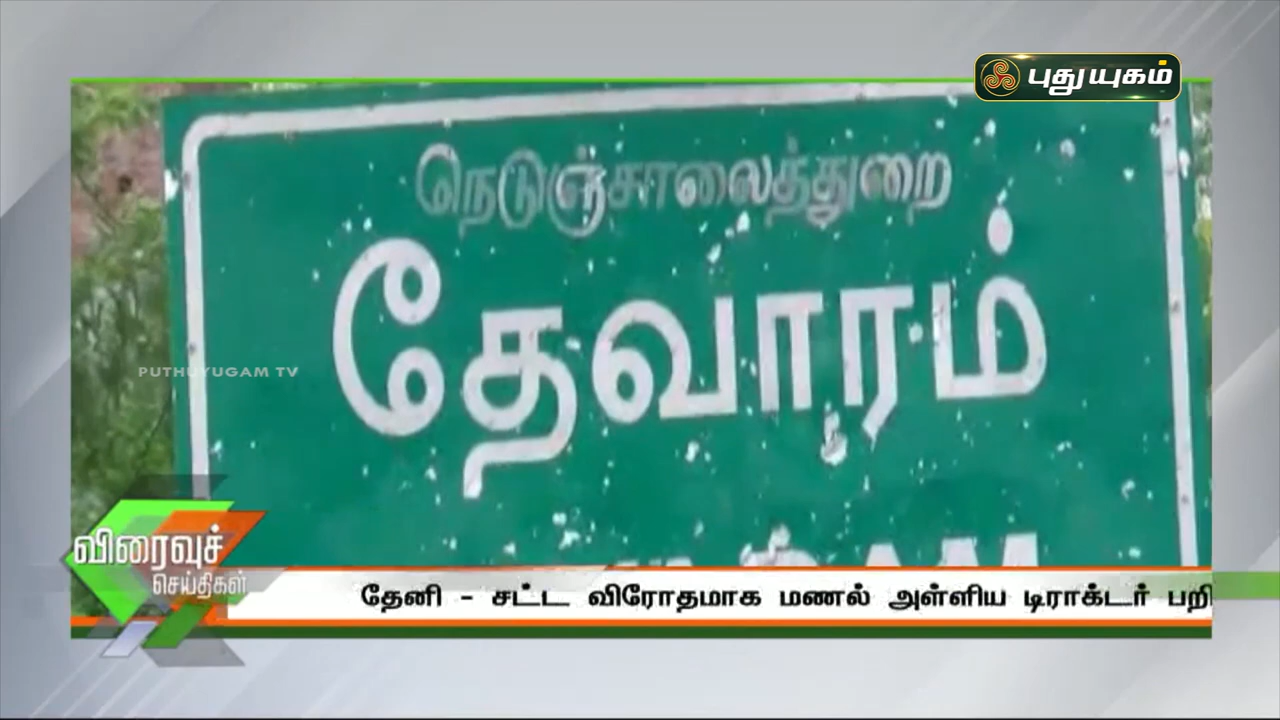 புதுயுகம்
நெடுஞ்சாலைத்துறை
தேவாரம்
PUTHUYUGAM TV
விரைவுச்
செய்திகள்
தேனி - சட்ட விரோதமாக மணல் அள்ளிய டிராக்டர் பறி